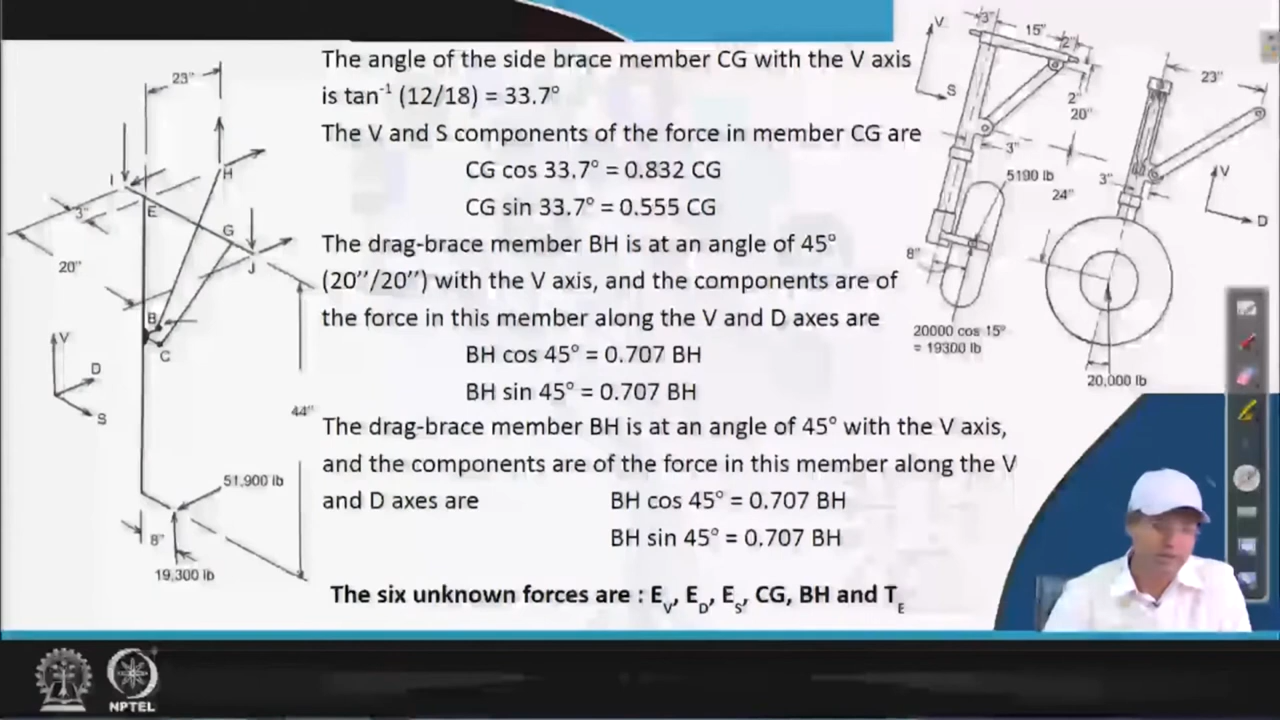 The angle of the side brace member CG with the V axis
is tan⁻¹ (12/18) = 33.7°
The V and S components of the force in member CG are
CG cos 33.7° = 0.832 CG
CG sin 33.7° = 0.555 CG
The drag-brace member BH is at an angle of 45°
(20’’/20’’) with the V axis, and the components are of
the force in this member along the V and D axes are
BH cos 45° = 0.707 BH
BH sin 45° = 0.707 BH
The drag-brace member BH is at an angle of 45° with the V axis,
and the components are of the force in this member along the V
and D axes are BH cos 45° = 0.707 BH
BH sin 45° = 0.707 BH
The six unknown forces are : E_V, E_D, E_S, CG, BH and T_E
23"
I
H
E
3"
G
J
20"
B
C
V
D
S
44"
51,900 lb
8"
19,300 lb
V
3"
15"
2"
S
2"
20"
3"
5190 lb
24"
8"
20000 cos 15°
= 19300 lb
23"
3"
V
D
20,000 lb
NPTEL